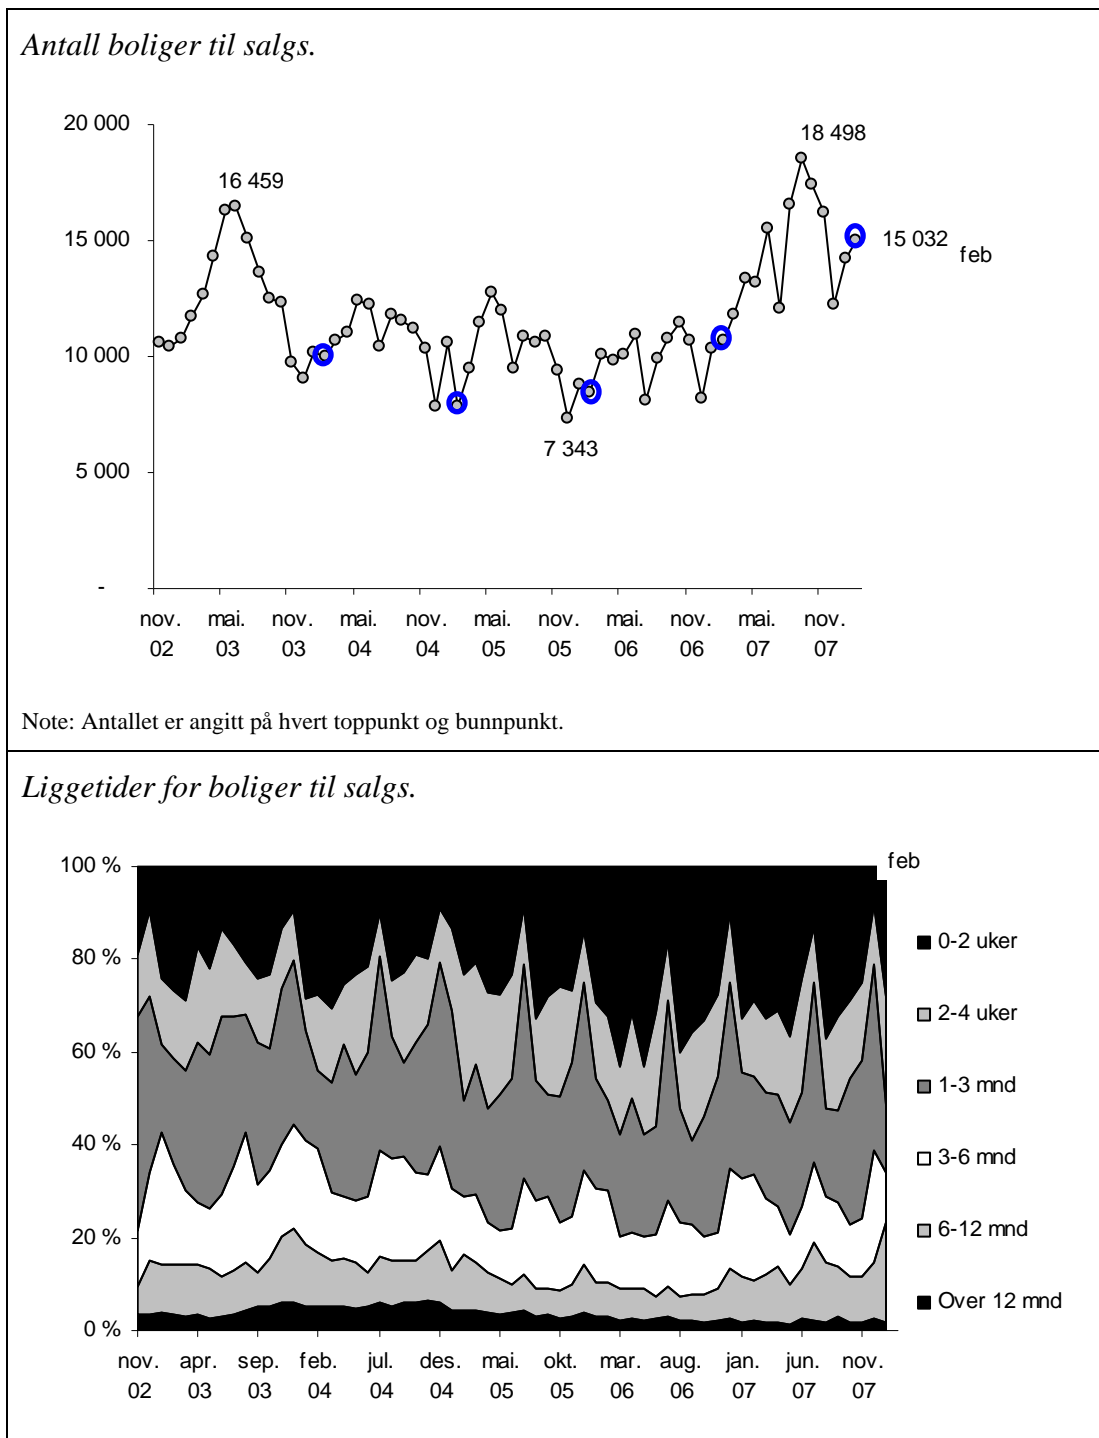 Antall boliger til salgs.
20 000
15 000
10 000
5 000
-
16 459
7 343
18 498
15 032
feb
nov. mai. nov. mai. nov. mai. nov. mai. nov. mai. nov.
02 03 03 04 04 05 05 06 06 07 07
Note: Antallet er angitt på hvert toppunkt og bunnpunkt.
Liggetider for boliger til salgs.
100 %
80 %
60 %
40 %
20 %
0 %
feb
0-2 uker
2-4 uker
1-3 mnd
3-6 mnd
6-12 mnd
Over 12 mnd
nov. apr. sep. feb. jul. des. mai. okt. mar. aug. jan. jun. nov.
02 03 03 04 04 04 05 05 06 06 07 07 07